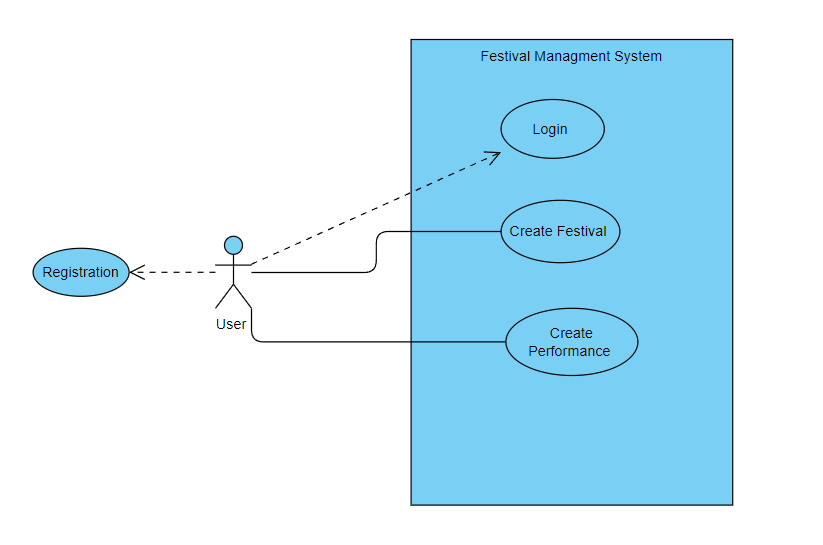 Festival Managment System
Login
Create Festival
Registration
User
Create
Performance